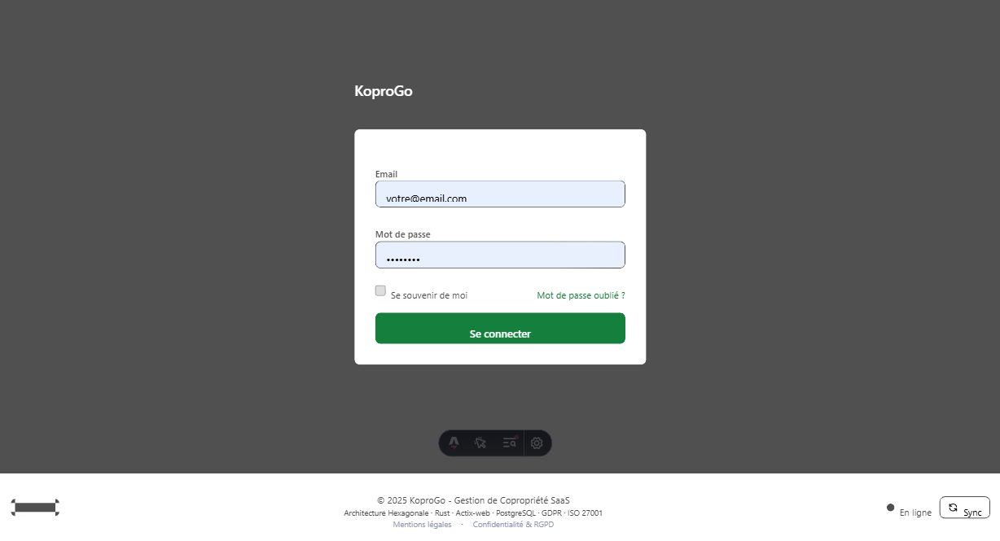 KoproGo
Email
votre@email.com
Mot de passe
••••••••
Se souvenir de moi
Mot de passe oublié ?
Se connecter
© 2025 KoproGo - Gestion de Copropriété SaaS
Architecture Hexagonale · Rust · Actix-web · PostgreSQL · GDPR · ISO 27001
Mentions légales · Confidentialité & RGPD
En ligne
Sync